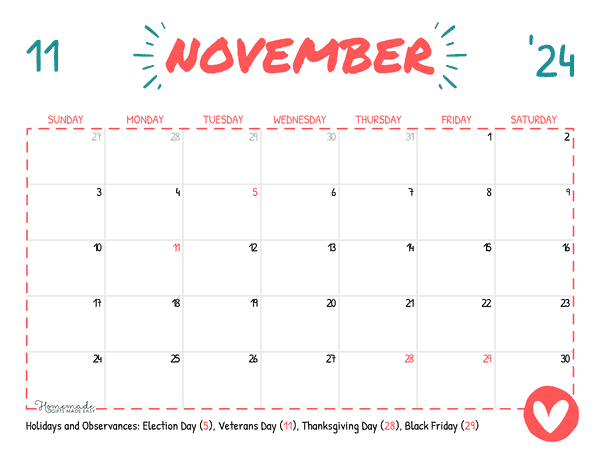 11 NOVEMBER '24
SUNDAY MONDAY TUESDAY WEDNESDAY THURSDAY FRIDAY SATURDAY
27 28 29 30 31 1 2
3 4 5 6 7 8 9
10 11 12 13 14 15 16
17 18 19 20 21 22 23
24 25 26 27 28 29 30
Homemade
GIFTS MADE EASY
Holidays and Observances: Election Day (5), Veterans Day (11), Thanksgiving Day (28), Black Friday (29)